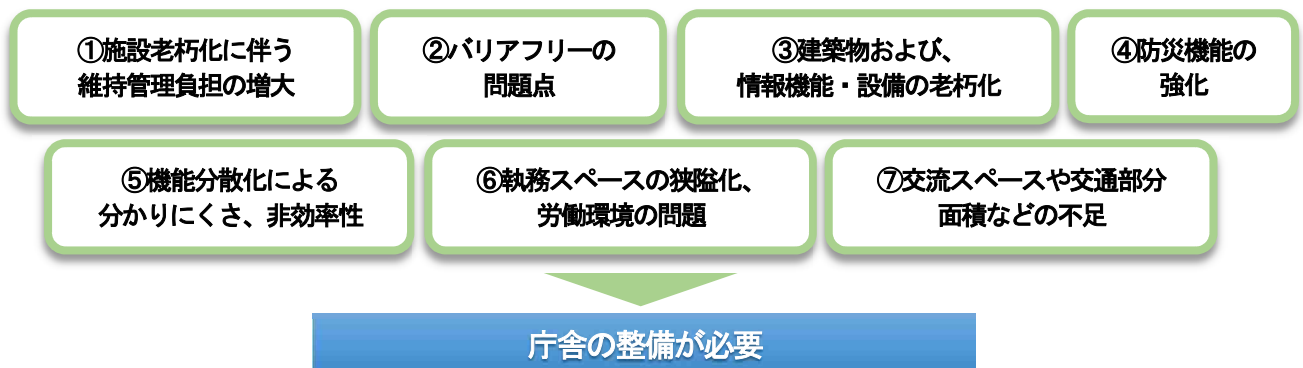 ①施設老朽化に伴う
維持管理負担の増大
②バリアフリーの
問題点
③建築物および、
情報機能・設備の老朽化
④防災機能の
強化
⑤機能分散化による
分かりにくさ、非効率性
⑥執務スペースの狭隘化、
労働環境の問題
⑦交流スペースや交通部分
面積などの不足
庁舎の整備が必要